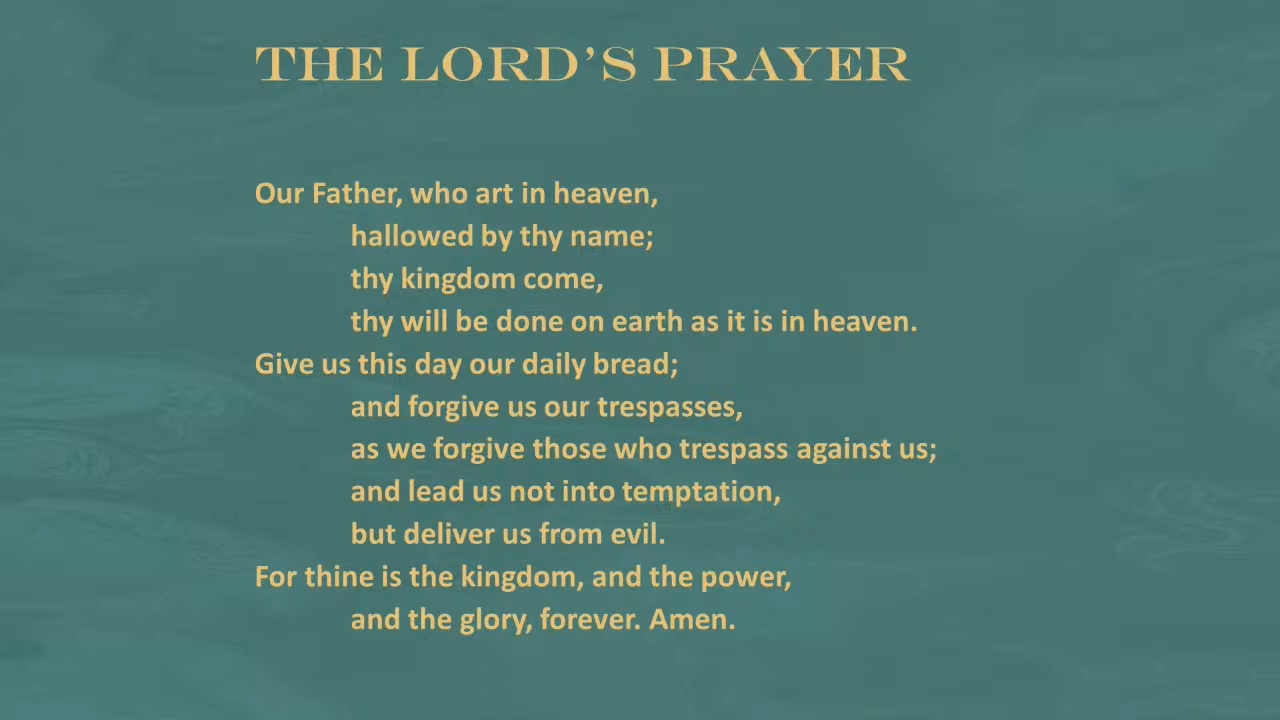 THE LORD’S PRAYER
Our Father, who art in heaven,
hallowed by thy name;
thy kingdom come,
thy will be done on earth as it is in heaven.
Give us this day our daily bread;
and forgive us our trespasses,
as we forgive those who trespass against us;
and lead us not into temptation,
but deliver us from evil.
For thine is the kingdom, and the power,
and the glory, forever. Amen.